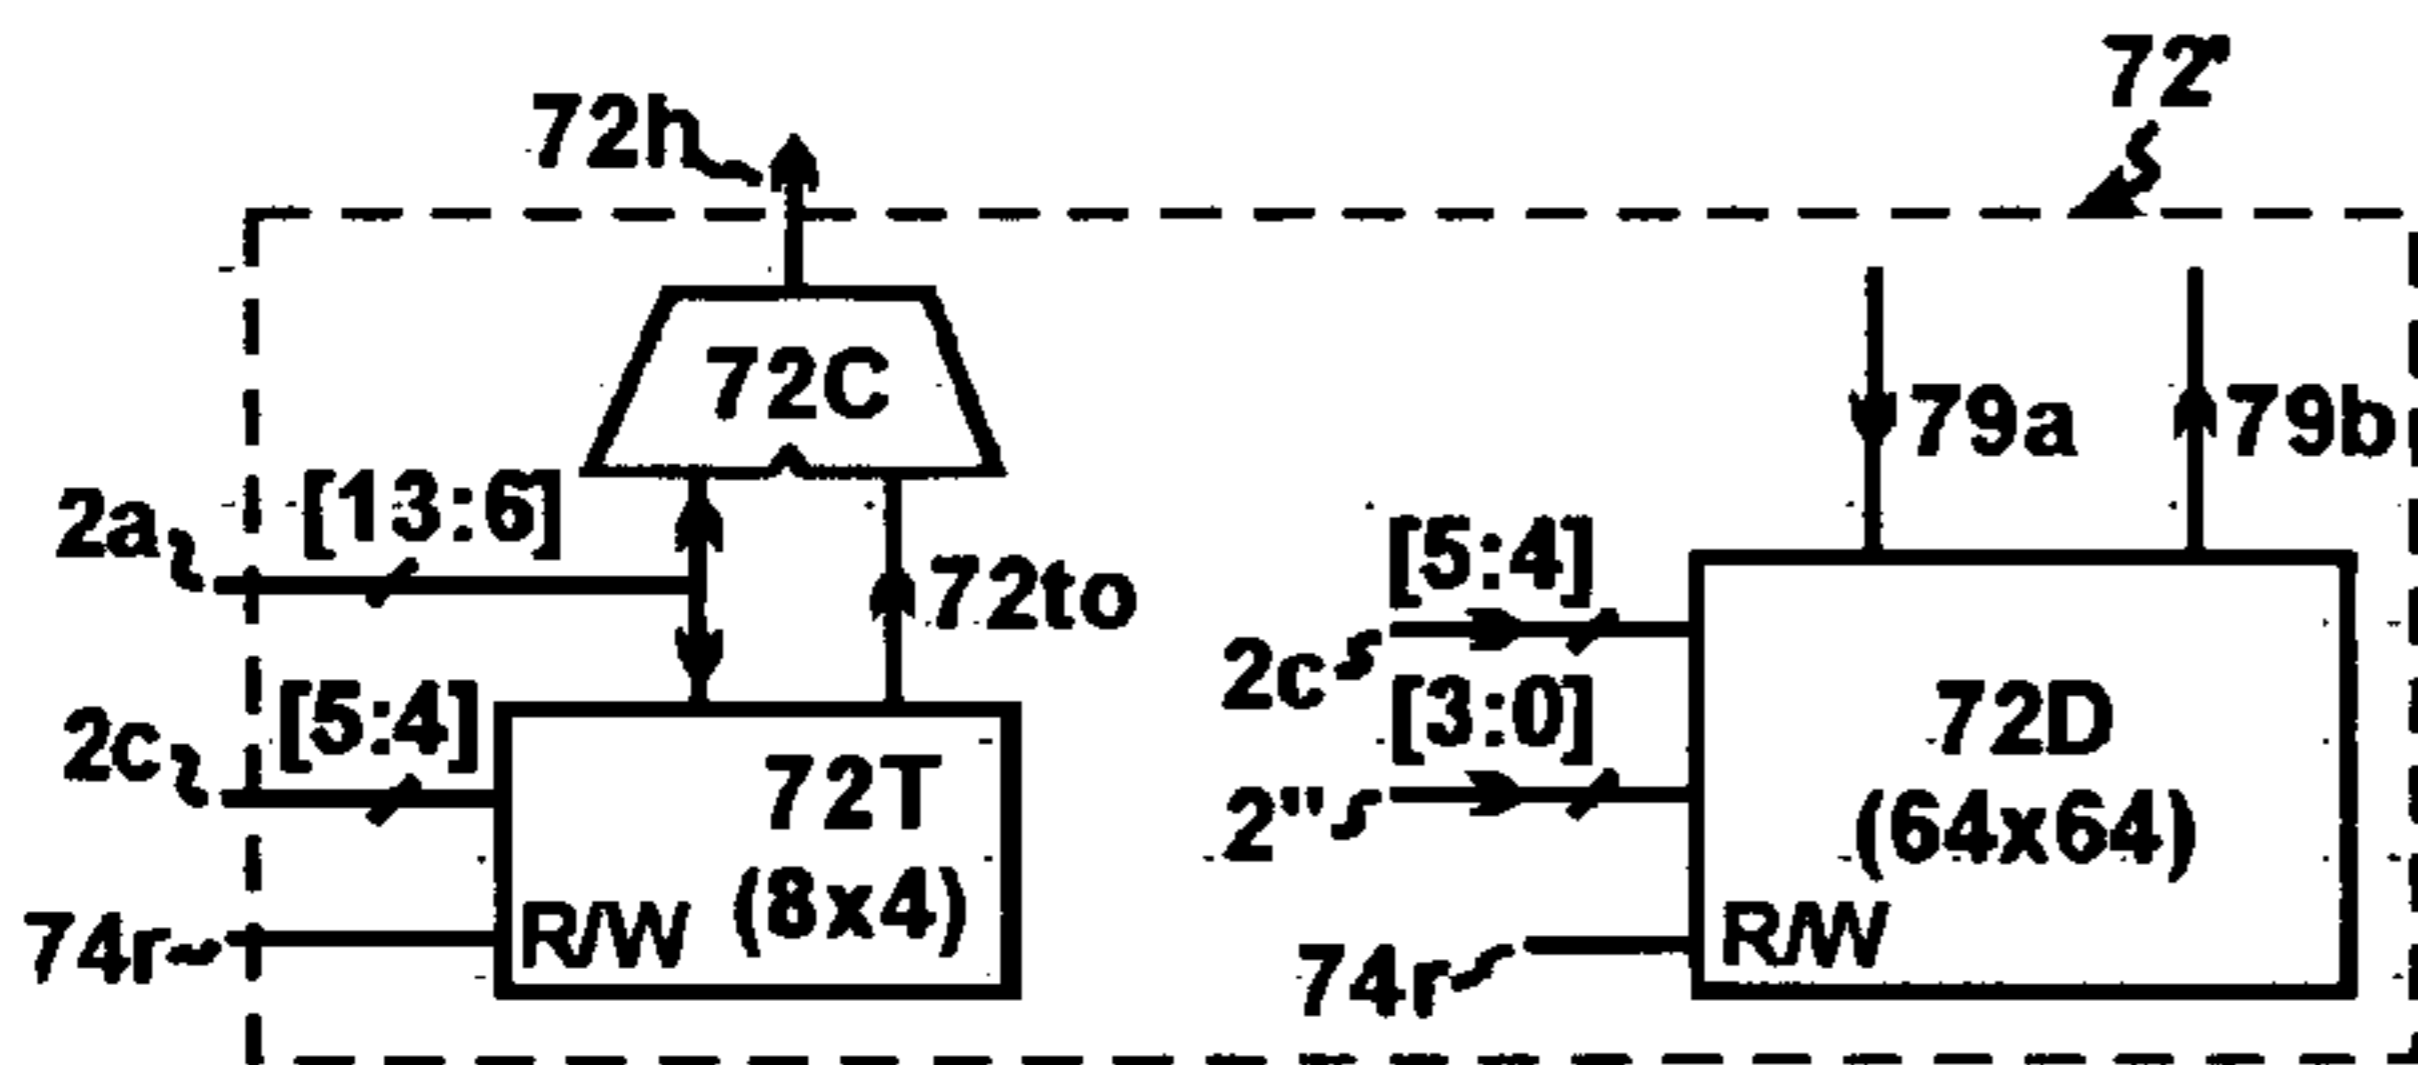 72'
72h
72C
79a
79b
2a
[13:6]
72to
[5:4]
2c
[3:0]
2"
72D
(64x64)
2c
[5:4]
72T
(8x4)
R/W
74r
74r
R/W